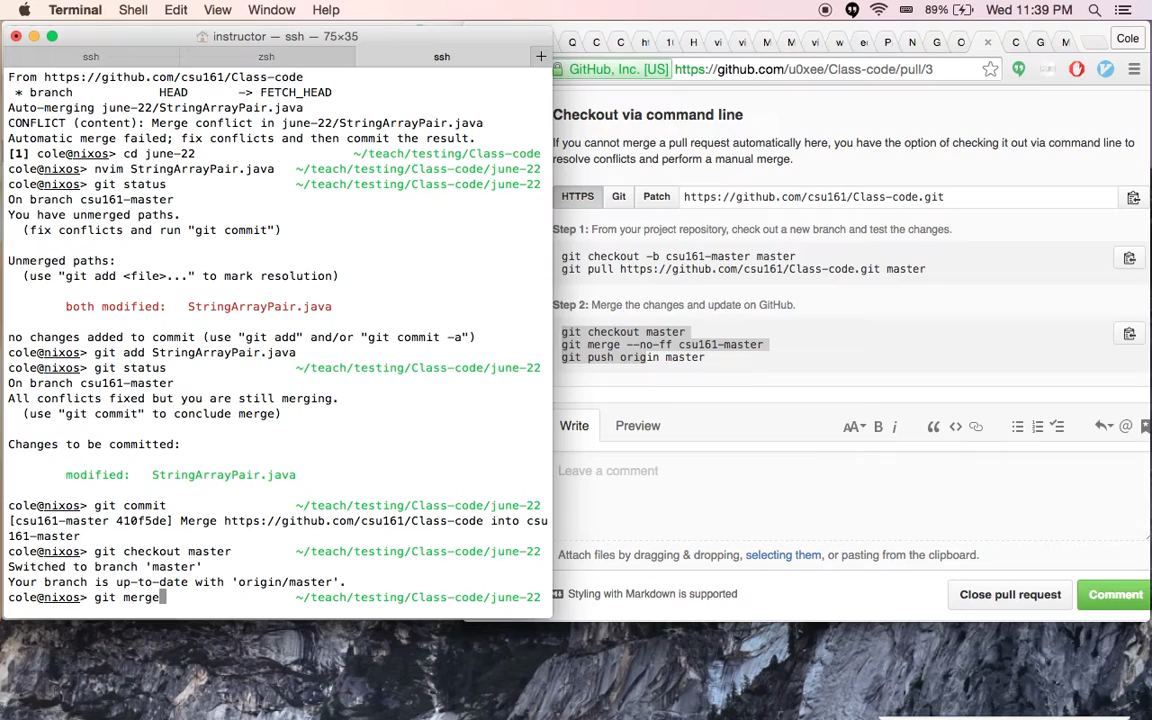 Terminal Shell Edit View Window Help
89% Wed 11:39 PM
instructor — ssh — 75×35
ssh zsh ssh
From https://github.com/csu161/Class-code
* branch HEAD -> FETCH_HEAD
Auto-merging june-22/StringArrayPair.java
CONFLICT (content): Merge conflict in june-22/StringArrayPair.java
Automatic merge failed; fix conflicts and then commit the result.
[1] cole@nixos> cd june-22 ~/teach/testing/Class-code
cole@nixos> nvim StringArrayPair.java ~/teach/testing/Class-code/june-22
cole@nixos> git status ~/teach/testing/Class-code/june-22
On branch csu161-master
You have unmerged paths.
(fix conflicts and run "git commit")
Unmerged paths:
(use "git add <file>..." to mark resolution)
both modified: StringArrayPair.java
no changes added to commit (use "git add" and/or "git commit -a")
cole@nixos> git add StringArrayPair.java
cole@nixos> git status ~/teach/testing/Class-code/june-22
On branch csu161-master
All conflicts fixed but you are still merging.
(use "git commit" to conclude merge)
Changes to be committed:
modified: StringArrayPair.java
cole@nixos> git commit ~/teach/testing/Class-code/june-22
[csu161-master 410f5de] Merge https://github.com/csu161/Class-code into csu
161-master
cole@nixos> git checkout master ~/teach/testing/Class-code/june-22
Switched to branch 'master'
Your branch is up-to-date with 'origin/master'.
cole@nixos> git merge ~/teach/testing/Class-code/june-22
Cole
GitHub, Inc. [US] https://github.com/u0xee/Class-code/pull/3
Checkout via command line
If you cannot merge a pull request automatically here, you have the option of checking it out via command line to
resolve conflicts and perform a manual merge.
HTTPS Git Patch https://github.com/csu161/Class-code.git
Step 1: From your project repository, check out a new branch and test the changes.
git checkout -b csu161-master master
git pull https://github.com/csu161/Class-code.git master
Step 2: Merge the changes and update on GitHub.
git checkout master
git merge --no-ff csu161-master
git push origin master
Write Preview AA B i
Leave a comment
Attach files by dragging & dropping, selecting them, or pasting from the clipboard.
Styling with Markdown is supported
Close pull request Comment